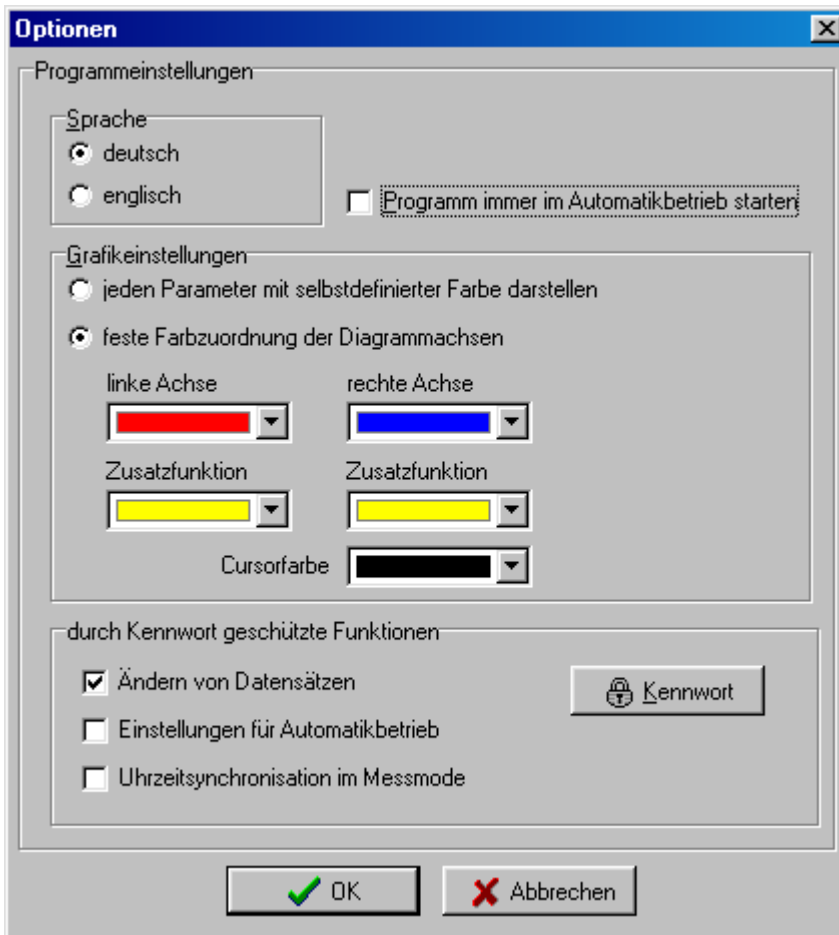 Optionen
Programmeinstellungen
Sprache
deutsch
englisch
Programm immer im Automatikbetrieb starten
Grafikeinstellungen
jeden Parameter mit selbstdefinierter Farbe darstellen
feste Farbzuordnung der Diagrammachsen
linke Achse rechte Achse
Zusatzfunktion Zusatzfunktion
Cursorfarbe
durch Kennwort geschützte Funktionen
Ändern von Datensätzen
Kennwort
Einstellungen für Automatikbetrieb
Uhrzeitsynchronisation im Messmode
OK Abbrechen